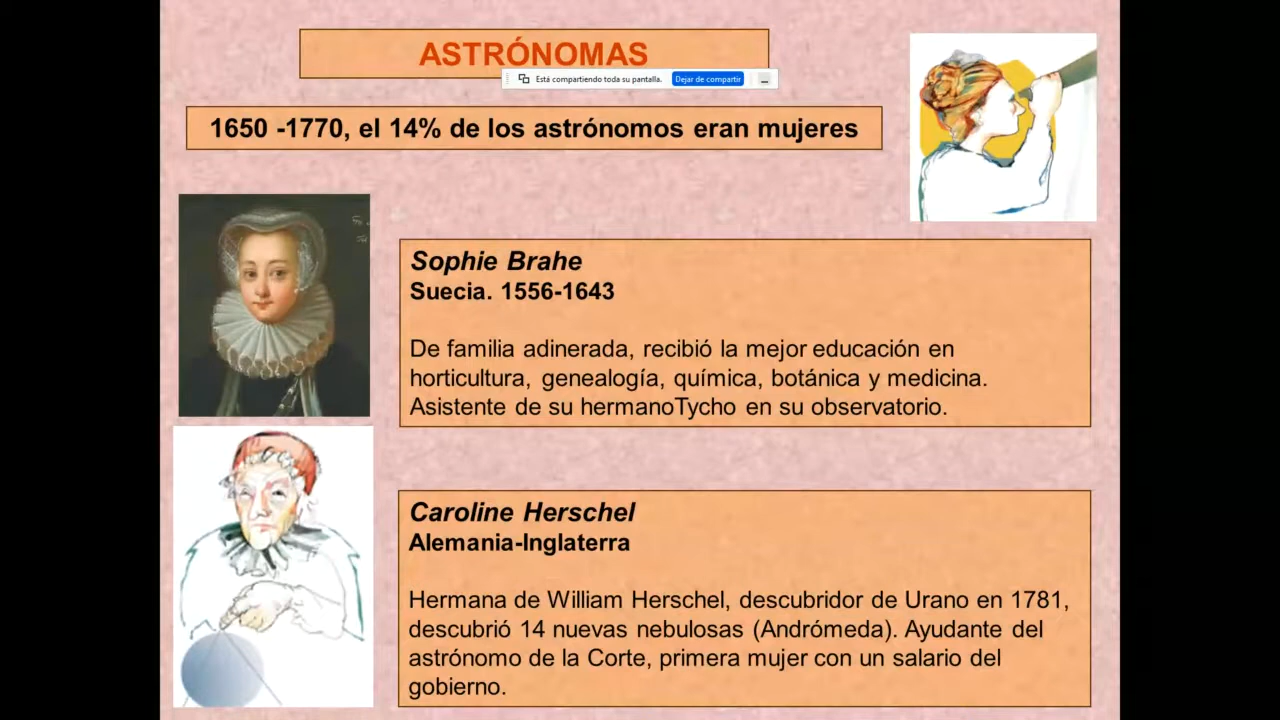 ASTRÓNOMAS
Está compartiendo toda su pantalla. Dejar de compartir
1650 -1770, el 14% de los astrónomos eran mujeres
Sophie Brahe
Suecia. 1556-1643
De familia adinerada, recibió la mejor educación en
horticultura, genealogía, química, botánica y medicina.
Asistente de su hermanoTycho en su observatorio.
Caroline Herschel
Alemania-Inglaterra
Hermana de William Herschel, descubridor de Urano en 1781,
descubrió 14 nuevas nebulosas (Andrómeda). Ayudante del
astrónomo de la Corte, primera mujer con un salario del
gobierno.